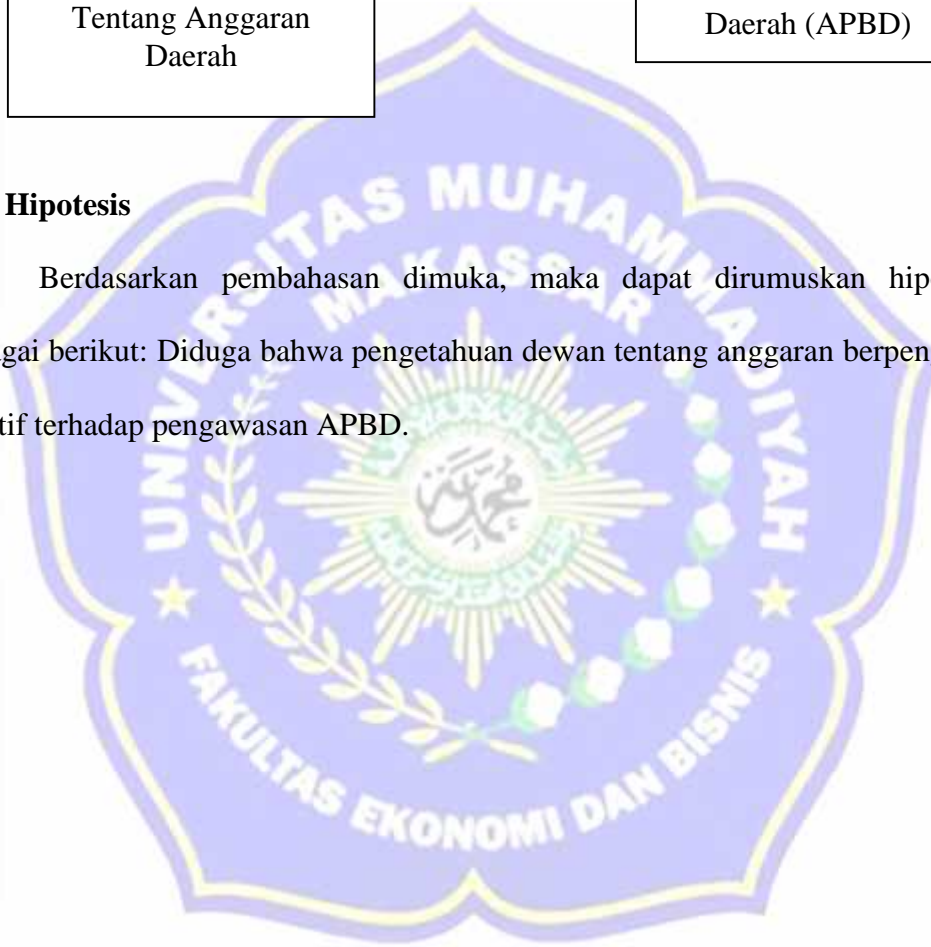 Tentang Anggaran
Daerah
Daerah (APBD)
Hipotesis
Berdasarkan pembahasan dimuka, maka dapat dirumuskan hip
gai berikut: Diduga bahwa pengetahuan dewan tentang anggaran berpen
tif terhadap pengawasan APBD.
UNIVERSITAS MUHAMMADIYAH
MAKASSAR
FAKULTAS EKONOMI DAN BISNIS